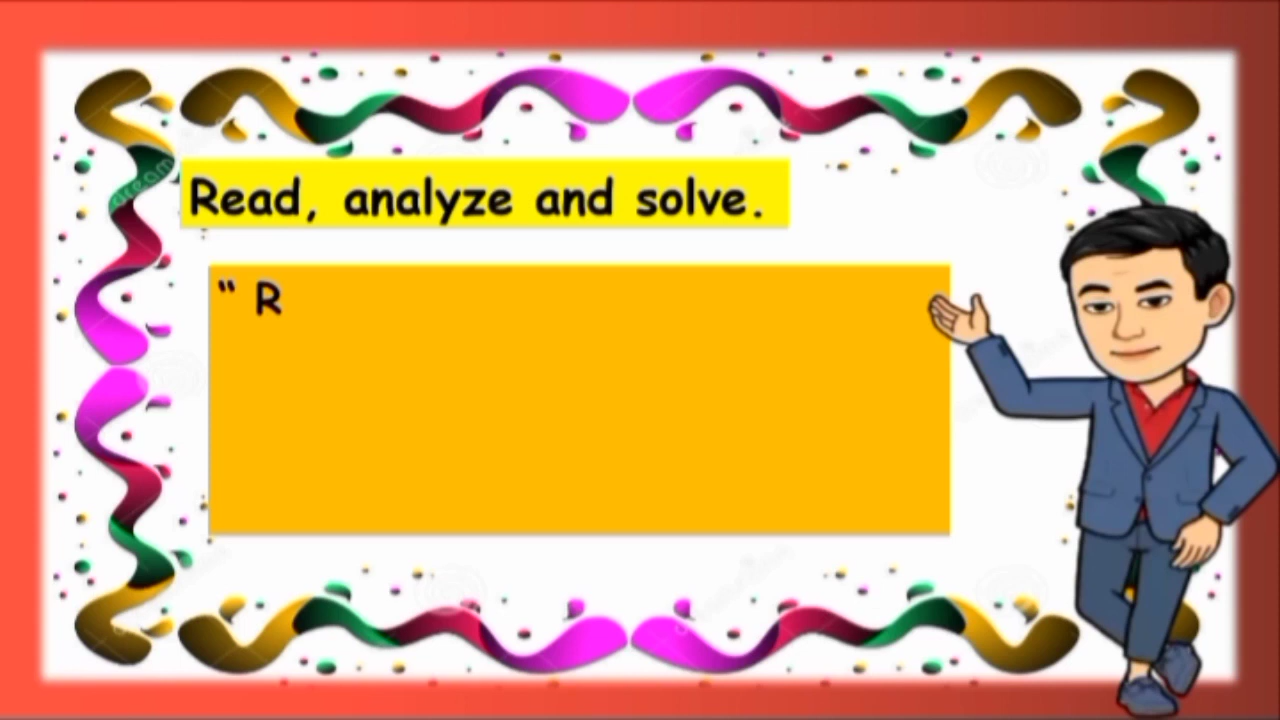 Read, analyze and solve.
“ R